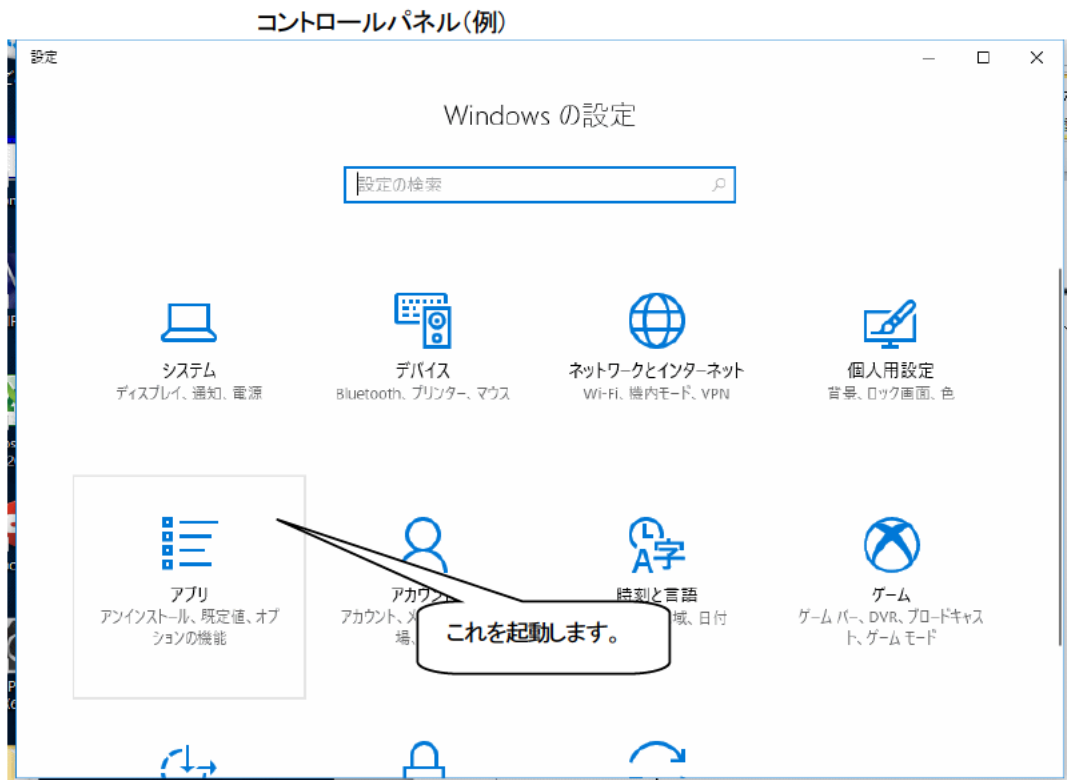 コントロールパネル(例)
設定
Windows の設定
設定の検索
システム
ディスプレイ、通知、電源
デバイス
Bluetooth、プリンター、マウス
ネットワークとインターネット
Wi-Fi、機内モード、VPN
個人用設定
背景、ロック画面、色
アプリ
アンインストール、既定値、オプ
ションの機能
アカウン
アカウント、メ
場、
時刻と言語
域、日付
ゲーム
ゲーム バー、DVR、ブロードキャス
ト、ゲーム モード
これを起動します。